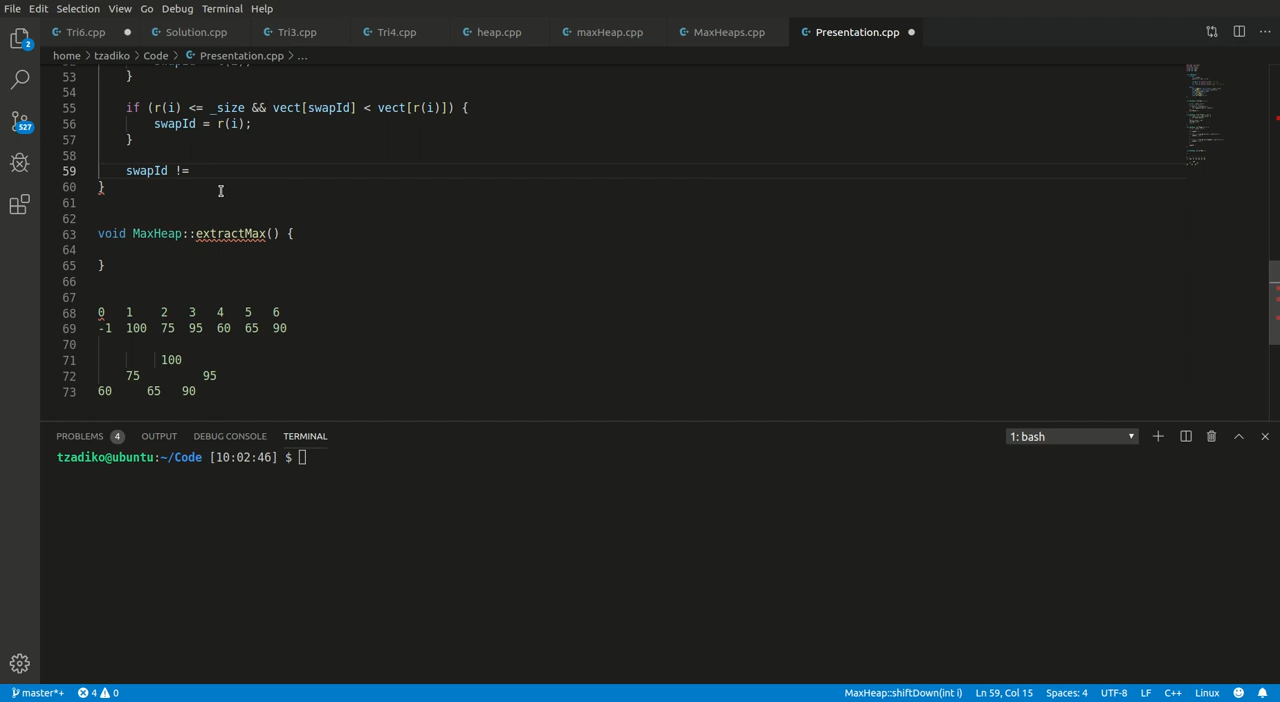 File Edit Selection View Go Debug Terminal Help
Tri6.cpp Solution.cpp Tri3.cpp Tri4.cpp heap.cpp maxHeap.cpp MaxHeaps.cpp Presentation.cpp
home > tzadiko > Code > Presentation.cpp > ...
53 }
54
55 if (r(i) <= _size && vect[swapId] < vect[r(i)]) {
56 swapId = r(i);
57 }
58
59 swapId !=
60 }
61
62
63 void MaxHeap::extractMax() {
64
65 }
66
67
68 0 1 2 3 4 5 6
69 -1 100 75 95 60 65 90
70
71 100
72 75 95
73 60 65 90
2
527
PROBLEMS 4 OUTPUT DEBUG CONSOLE TERMINAL 1: bash
tzadiko@ubuntu:~/Code [10:02:46] $
master*+ 4 0 MaxHeap::shiftDown(int i) Ln 59, Col 15 Spaces: 4 UTF-8 LF C++ Linux